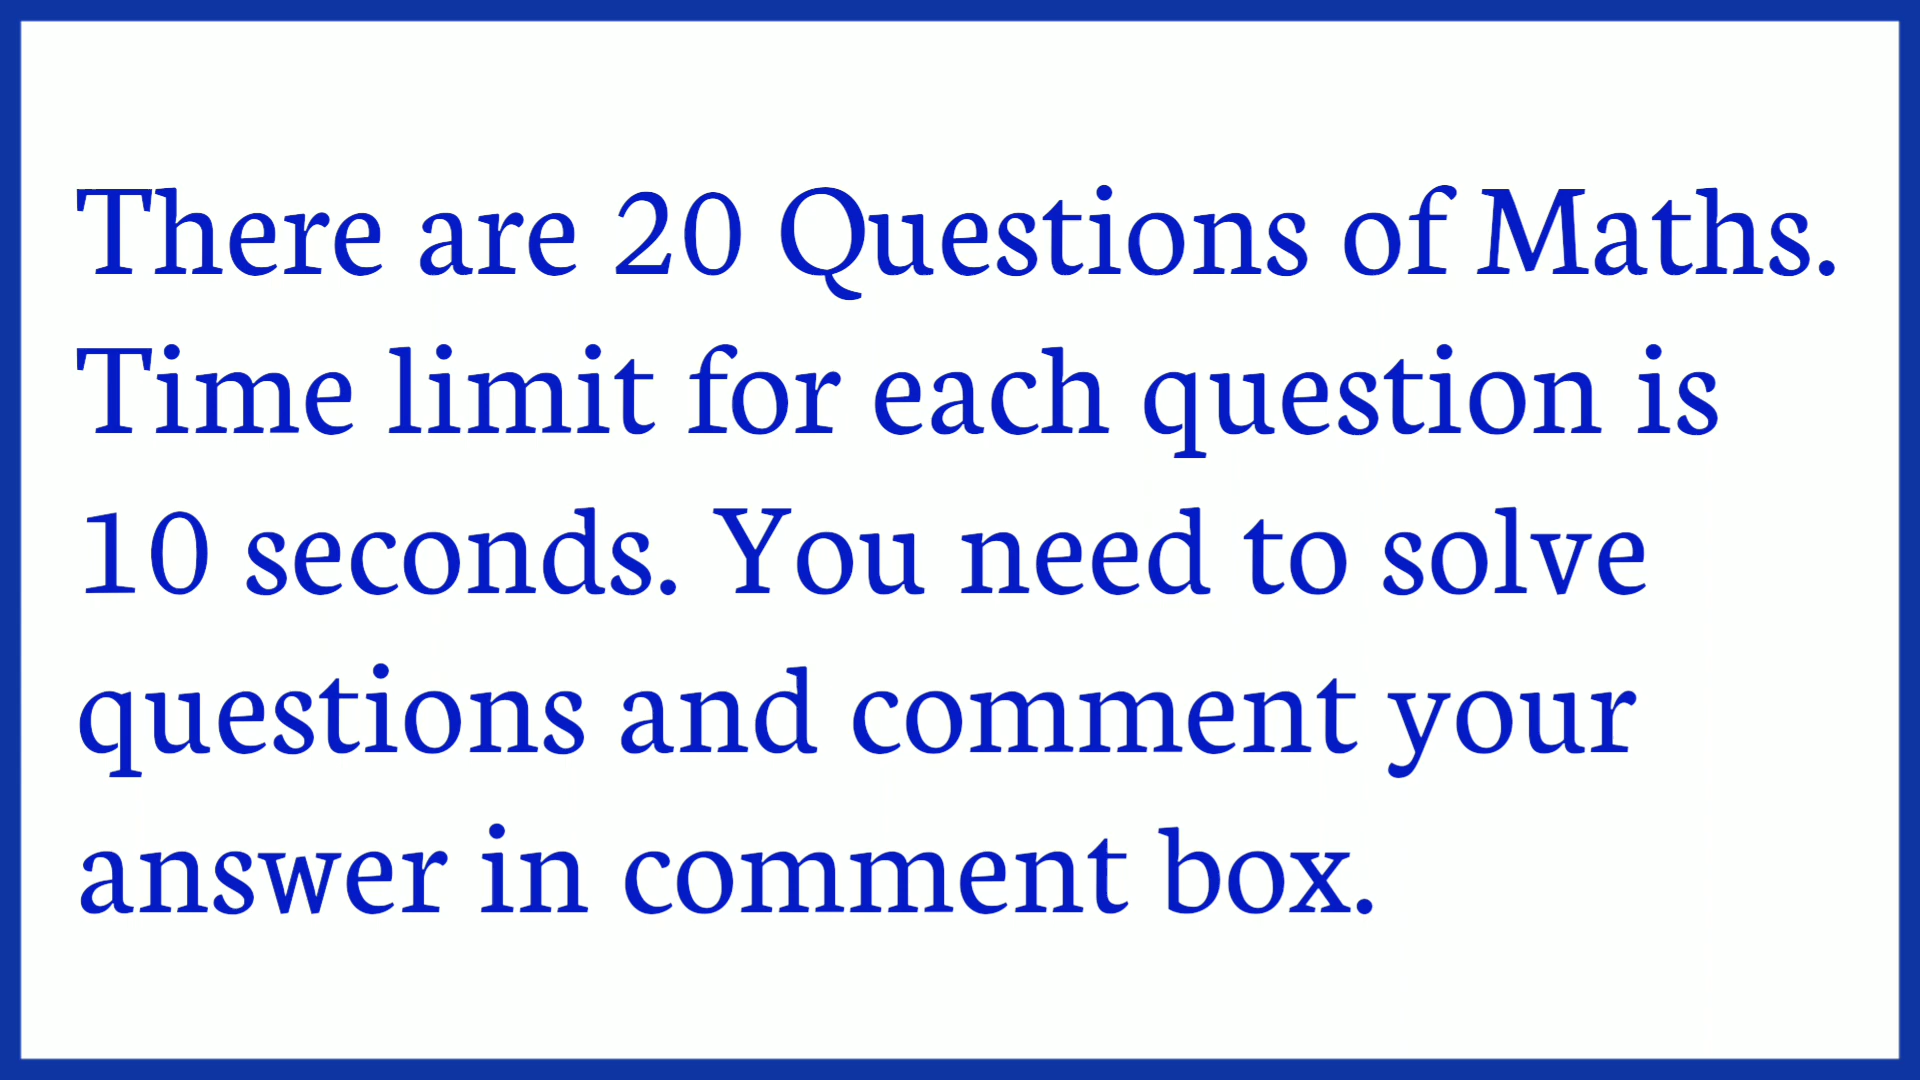 There are 20 Questions of Maths.
Time limit for each question is
10 seconds. You need to solve
questions and comment your
answer in comment box.